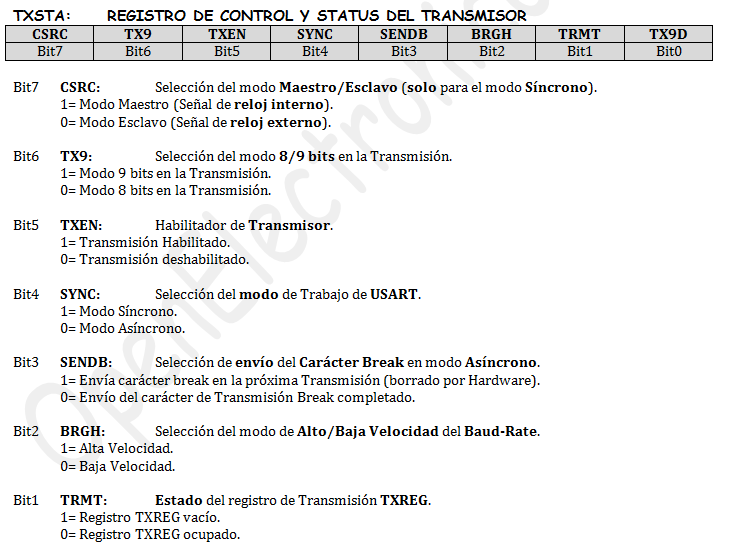 TXSTA: REGISTRO DE CONTROL Y STATUS DEL TRANSMISOR
CSRC TX9 TXEN SYNC SENDB BRGH TRMT TX9D
Bit7 Bit6 Bit5 Bit4 Bit3 Bit2 Bit1 Bit0
Bit7 CSRC: Selección del modo Maestro/Esclavo (solo para el modo Síncrono).
1= Modo Maestro (Señal de reloj interno).
0= Modo Esclavo (Señal de reloj externo).
Bit6 TX9: Selección del modo 8/9 bits en la Transmisión.
1= Modo 9 bits en la Transmisión.
0= Modo 8 bits en la Transmisión.
Bit5 TXEN: Habilitador de Transmisor.
1= Transmisión Habilitado.
0= Transmisión deshabilitado.
Bit4 SYNC: Selección del modo de Trabajo de USART.
1= Modo Síncrono.
0= Modo Asíncrono.
Bit3 SENDB: Selección de envío del Carácter Break en modo Asíncrono.
1= Envía carácter break en la próxima Transmisión (borrado por Hardware).
0= Envío del carácter de Transmisión Break completado.
Bit2 BRGH: Selección del modo de Alto/Baja Velocidad del Baud-Rate.
1= Alta Velocidad.
0= Baja Velocidad.
Bit1 TRMT: Estado del registro de Transmisión TXREG.
1= Registro TXREG vacío.
0= Registro TXREG ocupado.